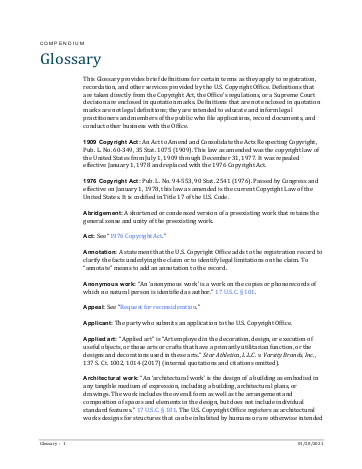 COMPENDIUM
Glossary
This Glossary provides brief definitions for certain terms as they apply to registration,
recordation, and other services provided by the U.S. Copyright Office. Definitions that
are taken directly from the Copyright Act, the Office's regulations, or a Supreme Court
decision are enclosed in quotation marks. Definitions that are not enclosed in quotation
marks are not legal definitions; they are intended to educate and inform legal
practitioners and members of the public who file applications, record documents, and
conduct other business with the Office.
1909 Copyright Act: An Act to Amend and Consolidate the Acts Respecting Copyright,
Pub. L. No. 60-349, 35 Stat. 1075 (1909). This law as amended was the copyright law of
the United States from July 1, 1909 through December 31, 1977. It was repealed
effective January 1, 1978 and replaced with the 1976 Copyright Act.
1976 Copyright Act: Pub. L. No. 94-553, 90 Stat. 2541 (1976). Passed by Congress and
effective on January 1, 1978, this law as amended is the current Copyright Law of the
United States. It is codified in Title 17 of the U.S. Code.
Abridgement: A shortened or condensed version of a preexisting work that retains the
general sense and unity of the preexisting work.
Act: See "1976 Copyright Act."
Annotation: A statement that the U.S. Copyright Office adds to the registration record to
clarify the facts underlying the claim or to identify legal limitations on the claim. To
"annotate" means to add an annotation to the record.
Anonymous work: "An 'anonymous work' is a work on the copies or phonorecords of
which no natural person is identified as author." 17 U.S.C. § 101.
Appeal: See "Request for reconsideration."
Applicant: The party who submits an application to the U.S. Copyright Office.
Applied art: "Applied art" is "Art employed in the decoration, design, or execution of
useful objects, or those arts or crafts that have a primarily utilitarian function, or the
designs and decorations used in these arts." Star Athletica, L.L.C. v. Varsity Brands, Inc.,
137 S. Ct. 1002, 1014 (2017) (internal quotations and citations omitted).
Architectural work: "An 'architectural work' is the design of a building as embodied in
any tangible medium of expression, including a building, architectural plans, or
drawings. The work includes the overall form as well as the arrangement and
composition of spaces and elements in the design, but does not include individual
standard features." 17 U.S.C. § 101. The U.S. Copyright Office registers as architectural
works designs for structures that can be inhabited by humans or are otherwise intended
Glossary : 1
01/28/2021